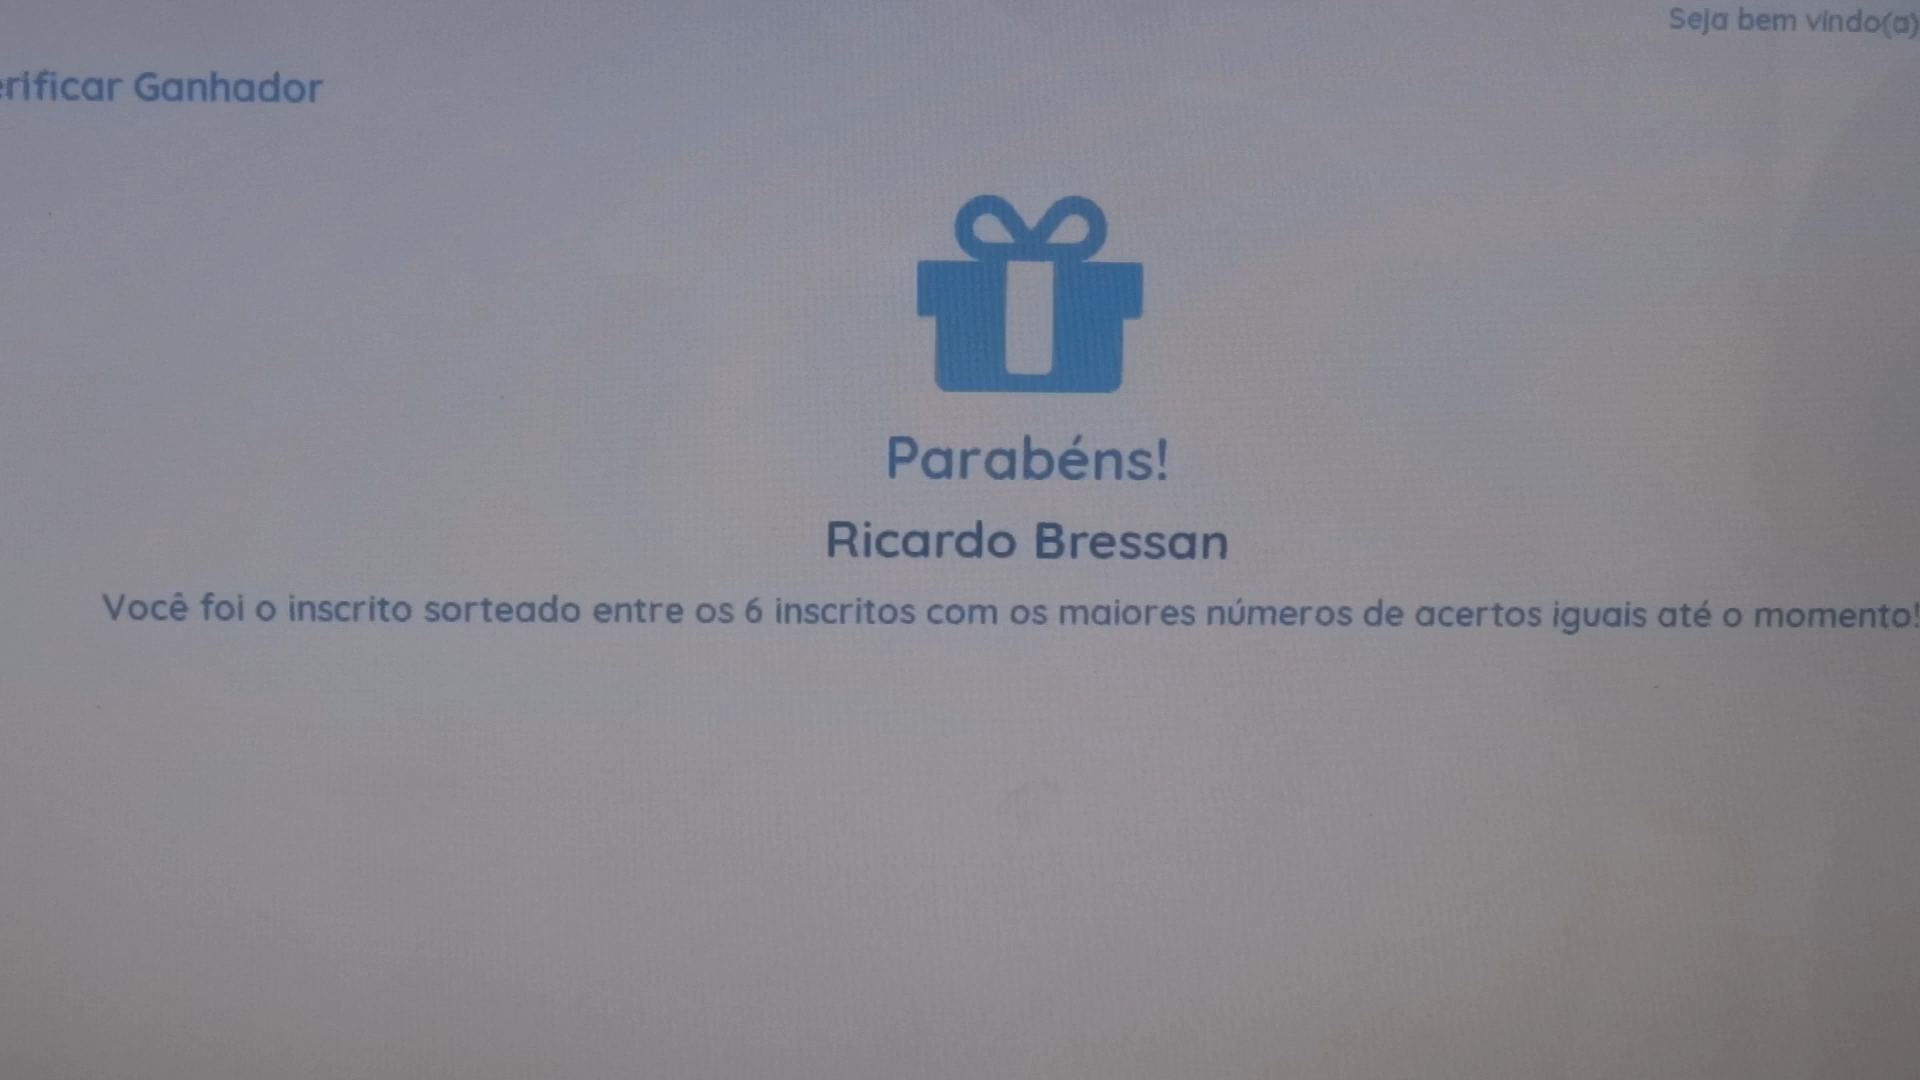 Seja bem vindo(a)
erificar Ganhador
Parabéns!
Ricardo Bressan
Você foi o inscrito sorteado entre os 6 inscritos com os maiores números de acertos iguais até o momento!